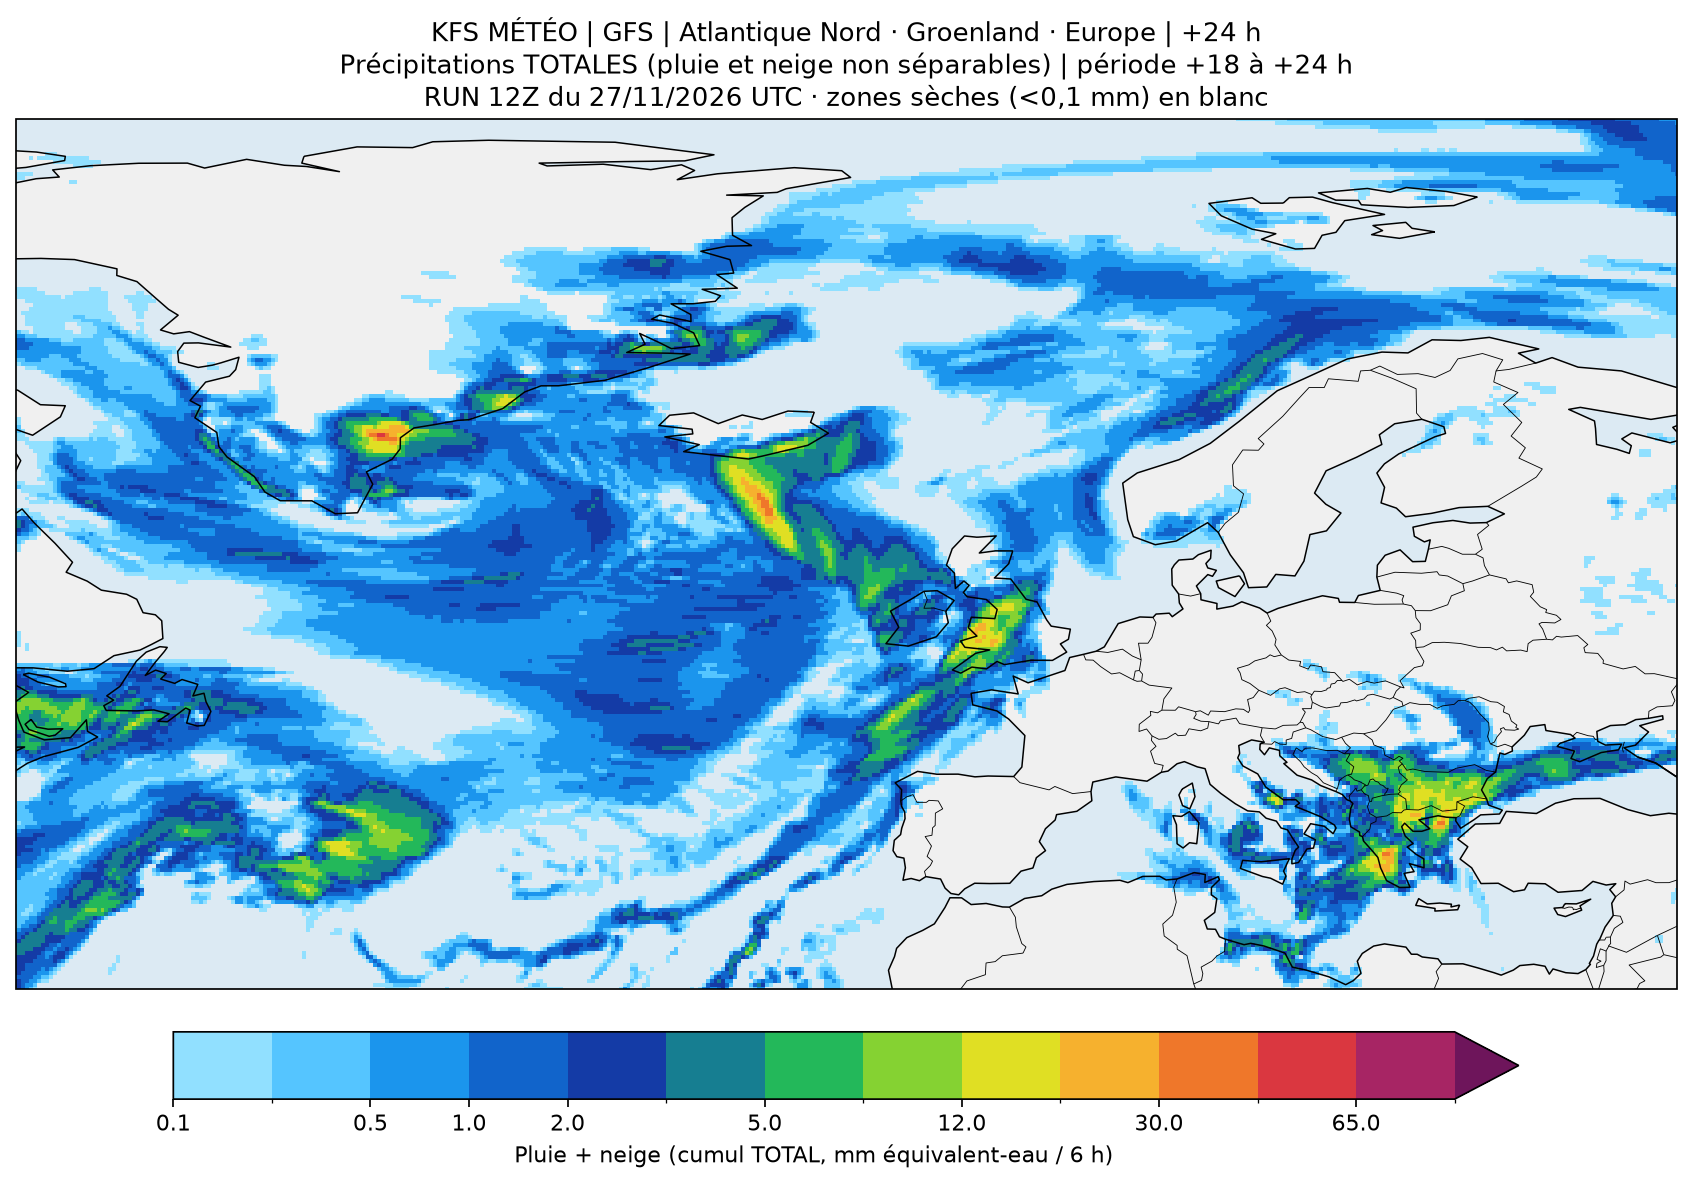 KFS MÉTÉO | GFS | Atlantique Nord · Groenland · Europe | +24 h
Précipitations TOTALES (pluie et neige non séparables) | période +18 à +24 h
RUN 12Z du 27/11/2026 UTC · zones sèches (<0,1 mm) en blanc
0.1 0.5 1.0 2.0 5.0 12.0 30.0 65.0
Pluie + neige (cumul TOTAL, mm équivalent-eau / 6 h)